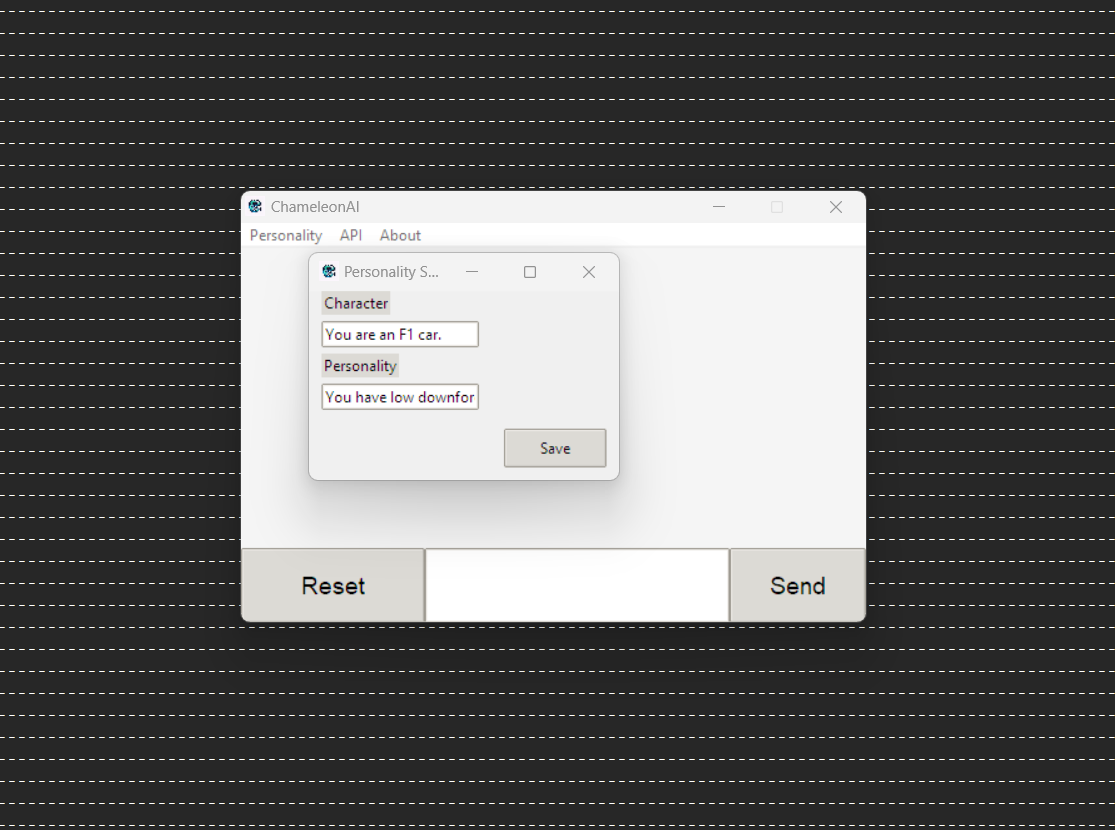 ChameleonAI
Personality API About
Personality S...
Character
You are an F1 car.
Personality
You have low downfor
Save
Reset Send